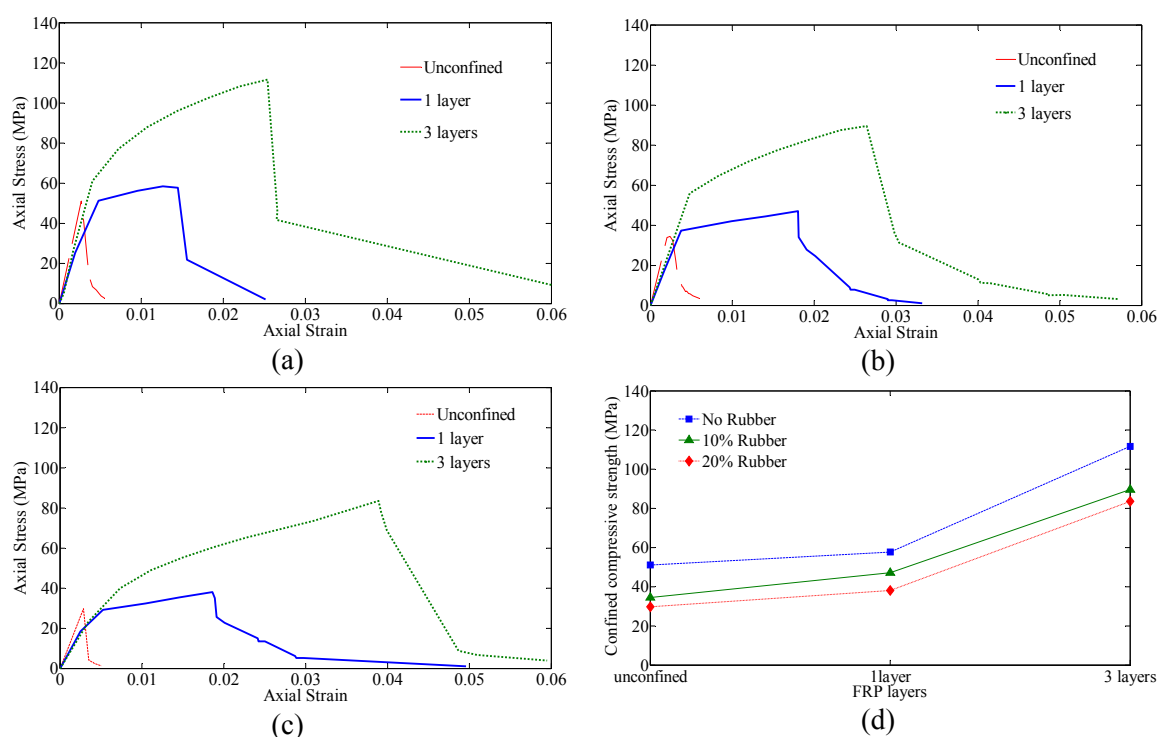 140
120
100
80
60
40
20
0
Axial Stress (MPa)
Unconfined
1 layer
3 layers
0 0.01 0.02 0.03 0.04 0.05 0.06
Axial Strain
(a)
140
120
100
80
60
40
20
0
Axial Stress (MPa)
Unconfined
1 layer
3 layers
0 0.01 0.02 0.03 0.04 0.05 0.06
Axial Strain
(b)
140
120
100
80
60
40
20
0
Axial Stress (MPa)
Unconfined
1 layer
3 layers
0 0.01 0.02 0.03 0.04 0.05 0.06
Axial Strain
(c)
140
120
100
80
60
40
20
0
Confined compressive strength (MPa)
No Rubber
10% Rubber
20% Rubber
unconfined 1layer 3 layers
FRP layers
(d)